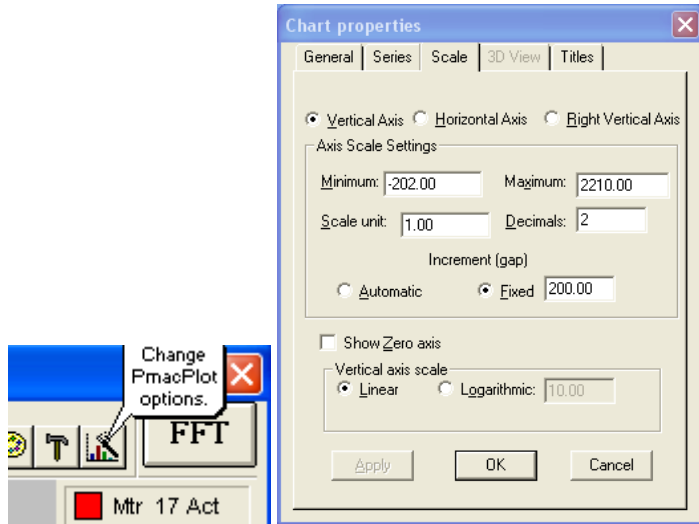 Chart properties
General Series Scale 3D View Titles
Vertical Axis Horizontal Axis Right Vertical Axis
Axis Scale Settings
Minimum: -202.00 Maximum: 2210.00
Scale unit: 1.00 Decimals: 2
Increment (gap)
Automatic Fixed 200.00
Show Zero axis
Vertical axis scale
Linear Logarithmic: 10.00
Apply OK Cancel
Change
PmacPlot
options.
FFT
Mtr 17 Act